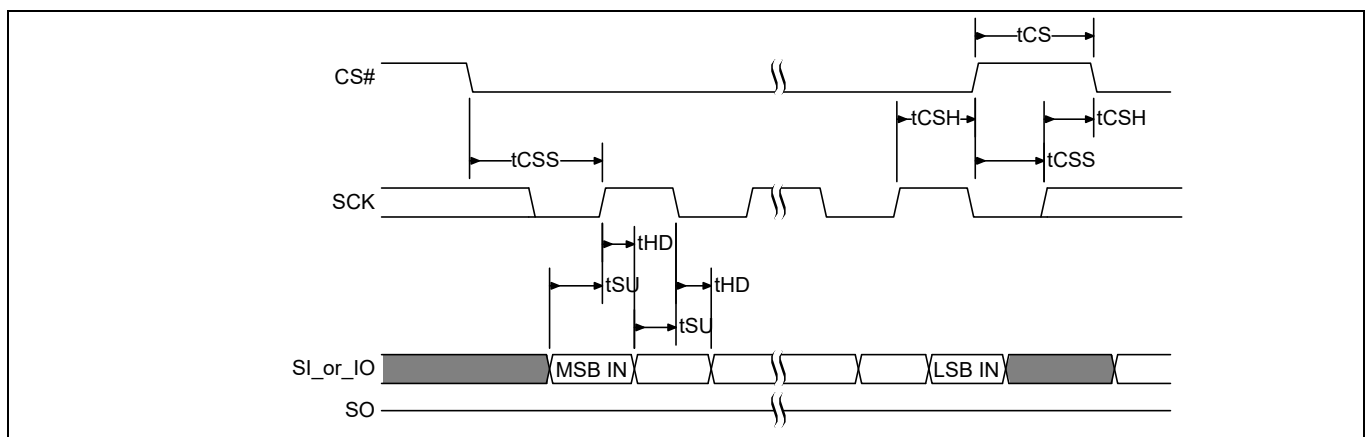 tCS
CS#
tCSH tCSH
tCSS tCSS
SCK
tHD
tSU tHD
tSU
SI_or_IO MSB IN LSB IN
SO